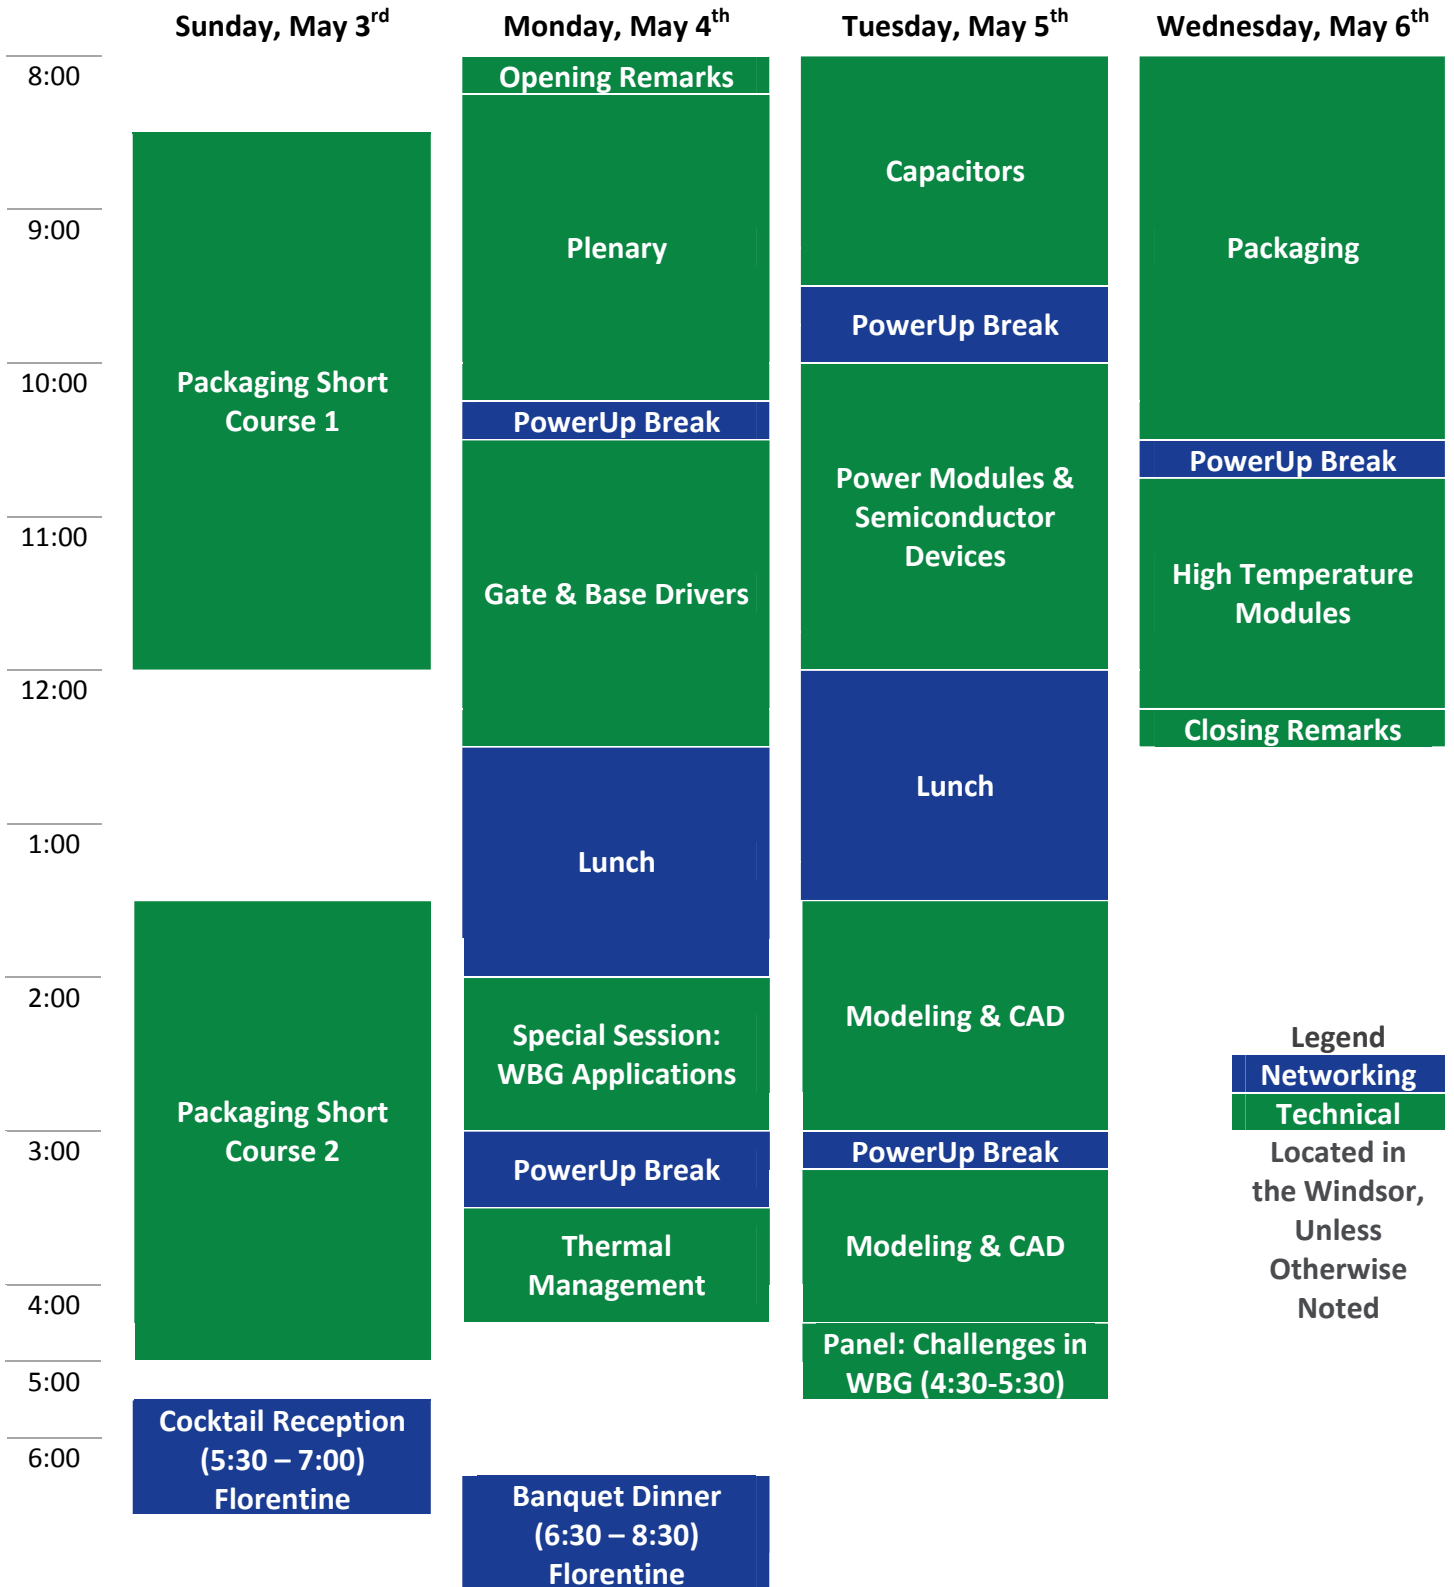 Sunday, May 3rd
Monday, May 4th
Tuesday, May 5th
Wednesday, May 6th
8:00
9:00
10:00
11:00
12:00
1:00
2:00
3:00
4:00
5:00
6:00
Packaging Short
Course 1
Packaging Short
Course 2
Cocktail Reception
(5:30 – 7:00)
Florentine
Opening Remarks
Plenary
PowerUp Break
Gate & Base Drivers
Lunch
Special Session:
WBG Applications
PowerUp Break
Thermal
Management
Banquet Dinner
(6:30 – 8:30)
Florentine
Capacitors
PowerUp Break
Power Modules &
Semiconductor
Devices
Lunch
Modeling & CAD
PowerUp Break
Modeling & CAD
Panel: Challenges in
WBG (4:30-5:30)
Packaging
PowerUp Break
High Temperature
Modules
Closing Remarks
Legend
Networking
Technical
Located in
the Windsor,
Unless
Otherwise
Noted